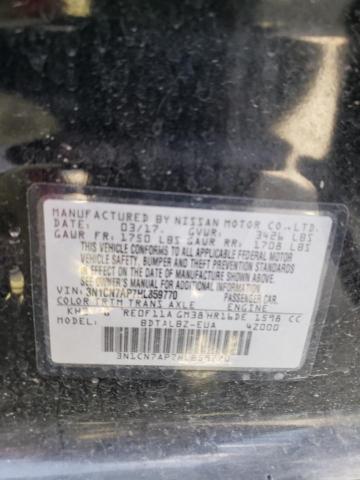 MANUFACTURED BY NISSAN MOTOR CO.,LTD.
DATE: 03/17. GVWR: 3426 LBS
GAWR FR: 1750 LBS GAWR RR: 1708 LBS
THIS VEHICLE CONFORMS TO ALL APPLICABLE FEDERAL MOTOR VEHICLE
SAFETY, BUMPER, AND THEFT PREVENTION STANDARDS
IN EFFECT ON THE DATE OF MANUFACTURE SHOWN ABOVE.
SEE OWNER'S MANUAL FOR ADDITIONAL INFORMATION.
VIN: 3N1CN7AP7HL859770 PASSENGER CAR.
COLOR TRIM TRANS AXLE ENGINE
RE0F11A GM38 HR16DE 1598 CC
BDTALBZ-EUA 4Z000
3N1CN7AP7HL859770